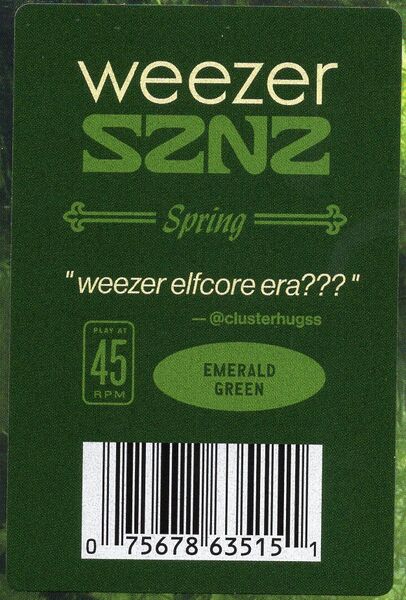 weezer
SZNZ
Spring
"weezer elfcore era???"
— @clusterhugss
PLAY AT
45
RPM
EMERALD
GREEN
0 75678 63515 1